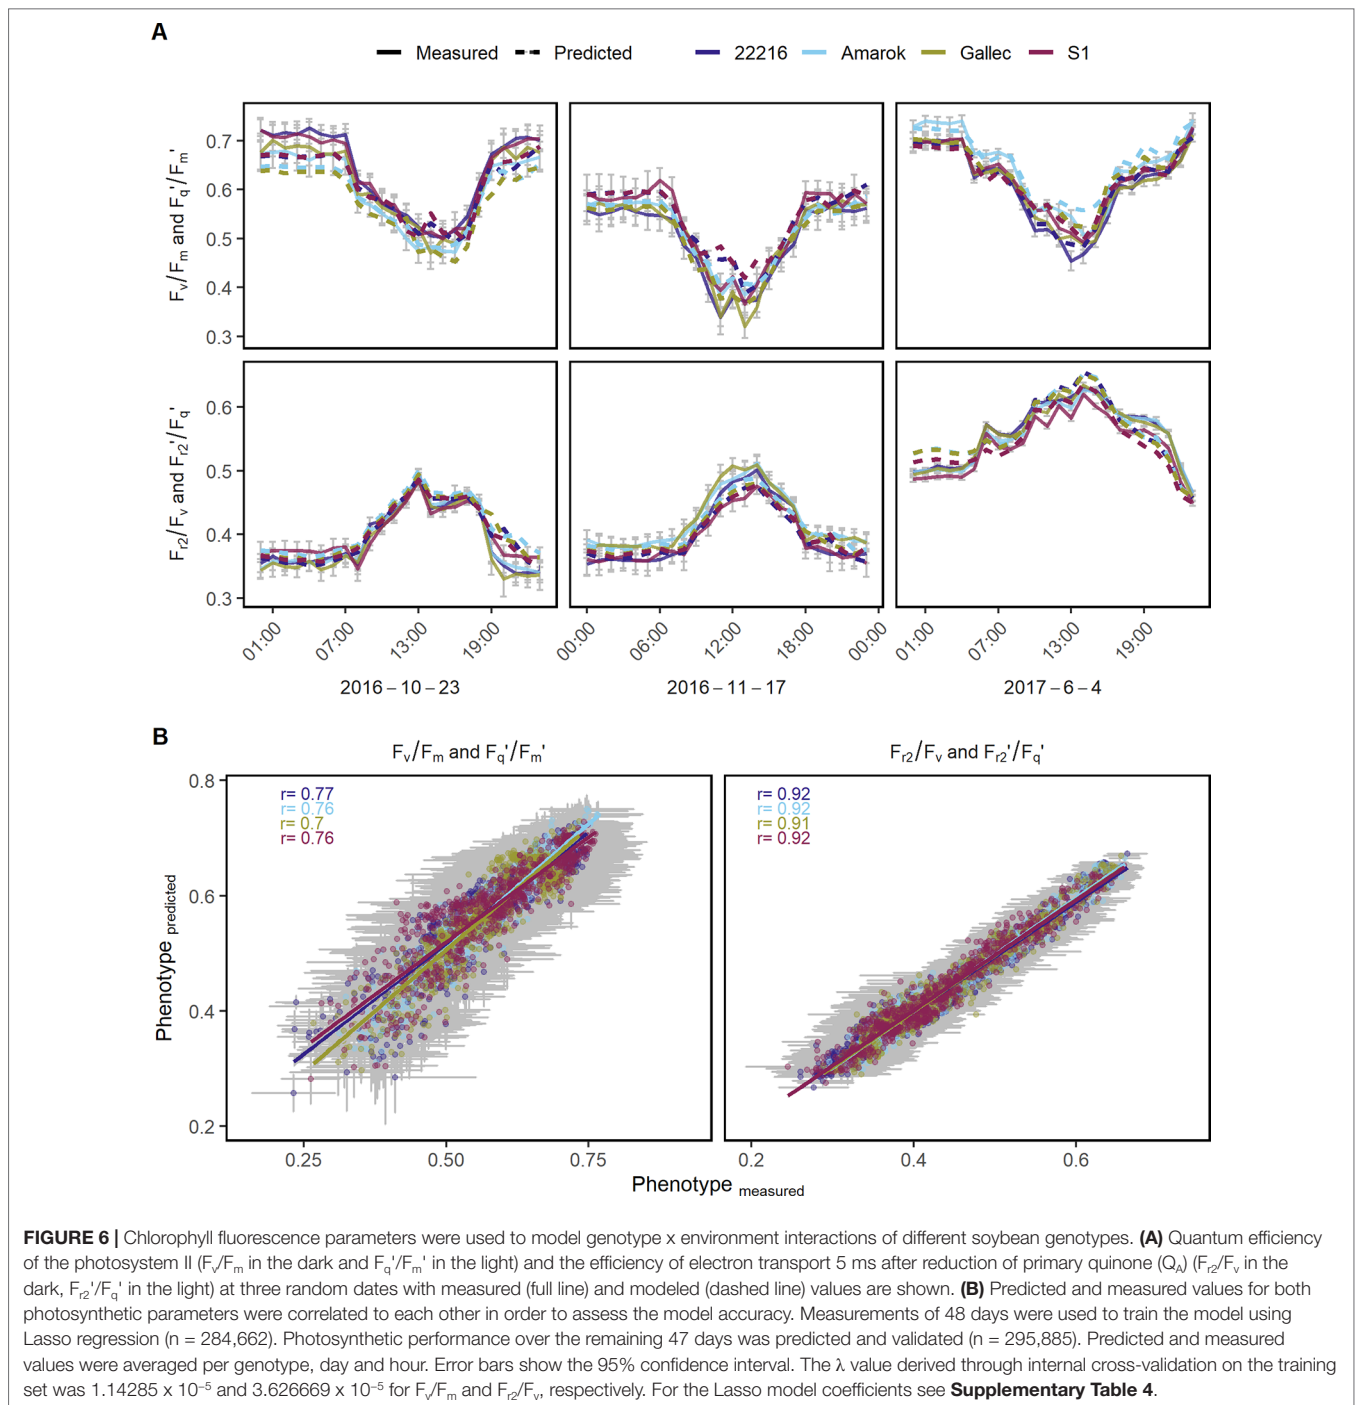 A
Measured Predicted 22216 Amarok Gallec S1
Fv/Fm and Fq'/Fm'
0.7
0.6
0.5
0.4
0.3
Fr2/Fv and Fr2'/Fq'
0.6
0.5
0.4
0.3
01:00 07:00 13:00 19:00 00:00 06:00 12:00 18:00 00:00 01:00 07:00 13:00 19:00
2016–10–23 2016–11–17 2017–6–4
B
Fv/Fm and Fq'/Fm' Fr2/Fv and Fr2'/Fq'
Phenotype predicted
0.8
0.6
0.4
0.2
r= 0.77
r= 0.76
r= 0.7
r= 0.76
r= 0.92
r= 0.92
r= 0.91
r= 0.92
0.25 0.50 0.75 0.2 0.4 0.6
Phenotype measured
FIGURE 6 | Chlorophyll fluorescence parameters were used to model genotype x environment interactions of different soybean genotypes. (A) Quantum efficiency
of the photosystem II (Fv/Fm in the dark and Fq'/Fm' in the light) and the efficiency of electron transport 5 ms after reduction of primary quinone (QA) (Fr2/Fv in the
dark, Fr2'/Fq' in the light) at three random dates with measured (full line) and modeled (dashed line) values are shown. (B) Predicted and measured values for both
photosynthetic parameters were correlated to each other in order to assess the model accuracy. Measurements of 48 days were used to train the model using
Lasso regression (n = 284,662). Photosynthetic performance over the remaining 47 days was predicted and validated (n = 295,885). Predicted and measured
values were averaged per genotype, day and hour. Error bars show the 95% confidence interval. The λ value derived through internal cross-validation on the training
set was 1.14285 x 10⁻⁵ and 3.626669 x 10⁻⁵ for Fv/Fm and Fr2/Fv, respectively. For the Lasso model coefficients see Supplementary Table 4.